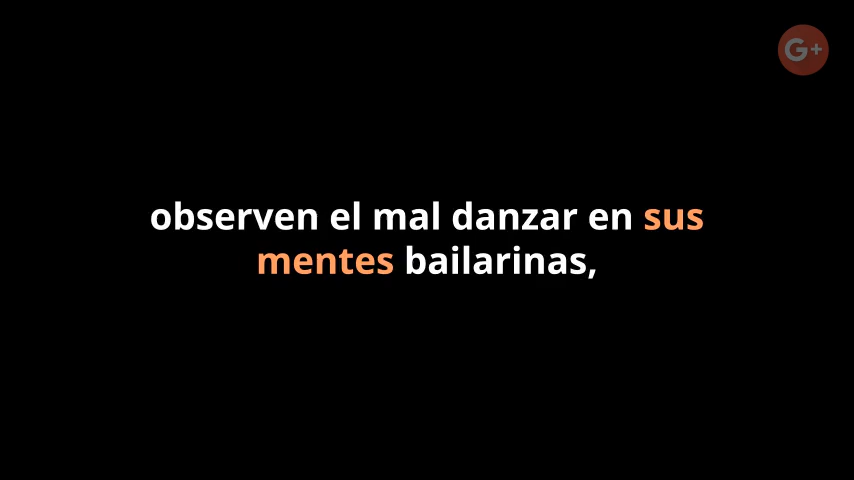 G+
observen el mal danzar en sus
mentes bailarinas,